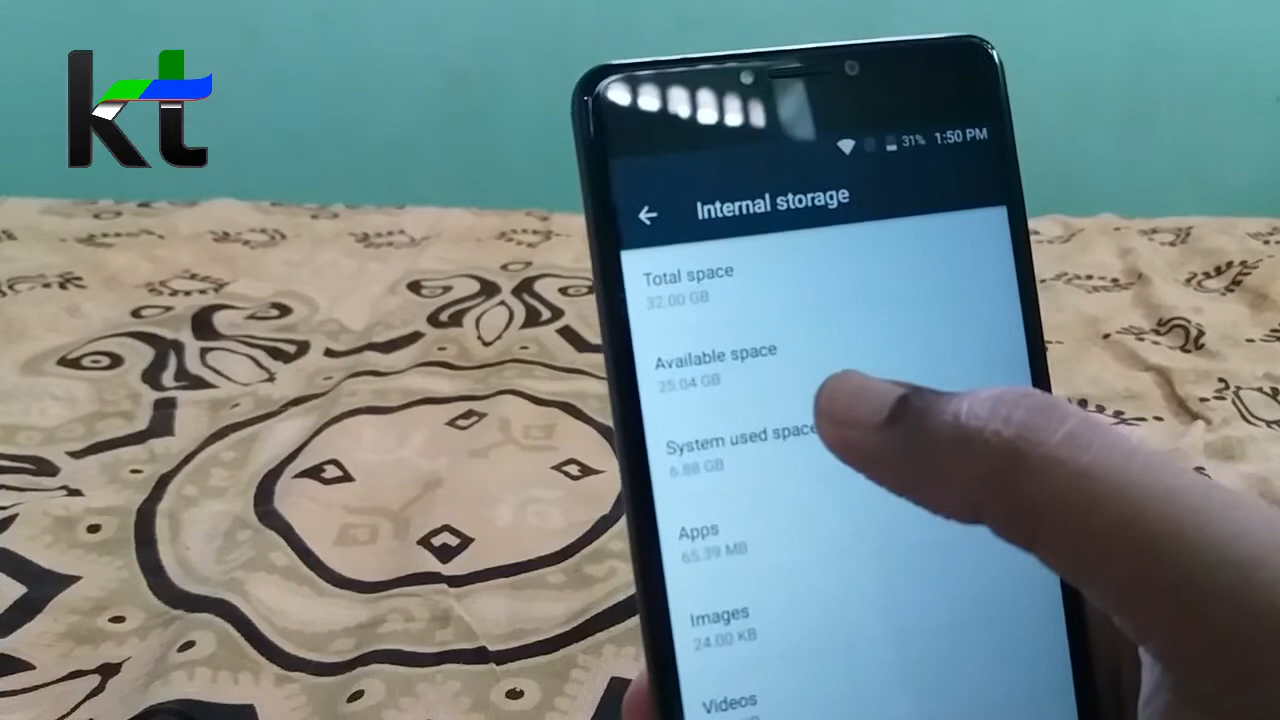 kt
31% 1:50 PM
Internal storage
Total space
32.00 GB
Available space
25.04 GB
System used space
6.88 GB
Apps
65.39 MB
Images
24.00 KB
Videos